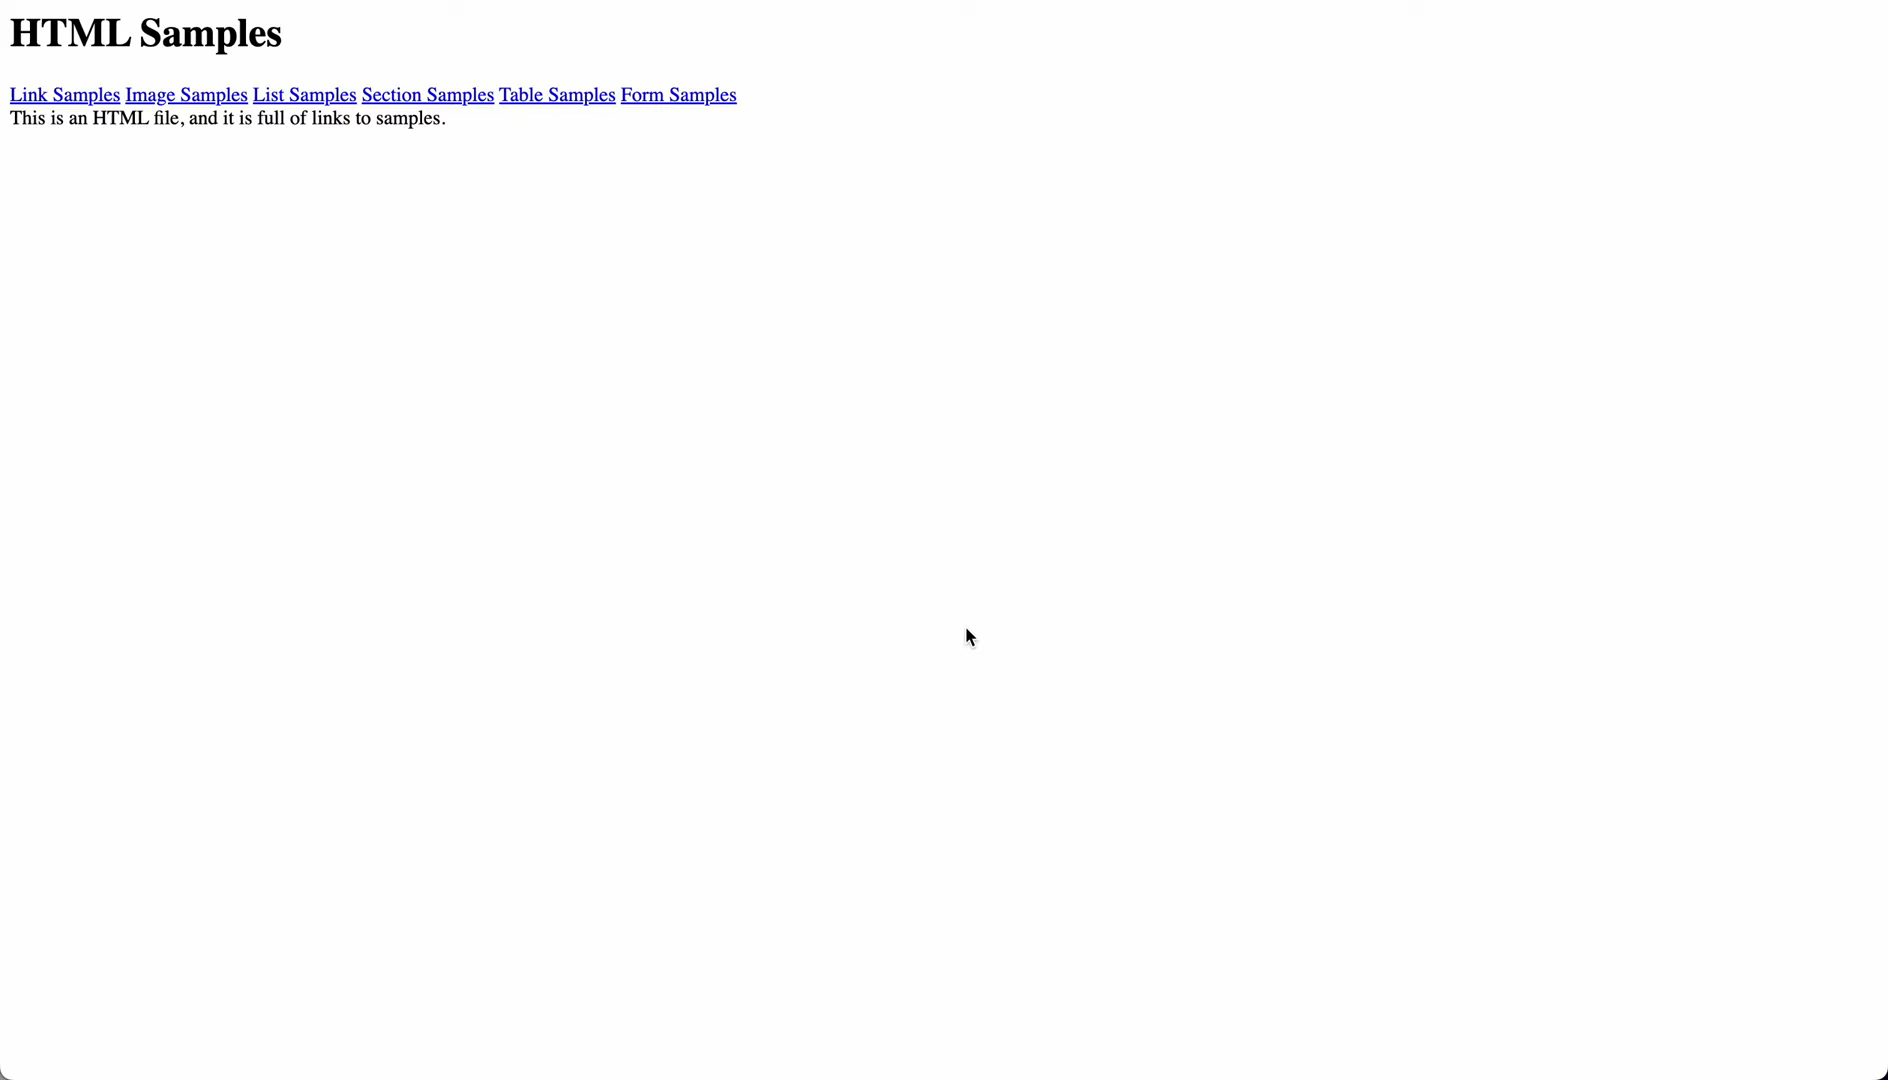 HTML Samples
Link Samples Image Samples List Samples Section Samples Table Samples Form Samples
This is an HTML file, and it is full of links to samples.